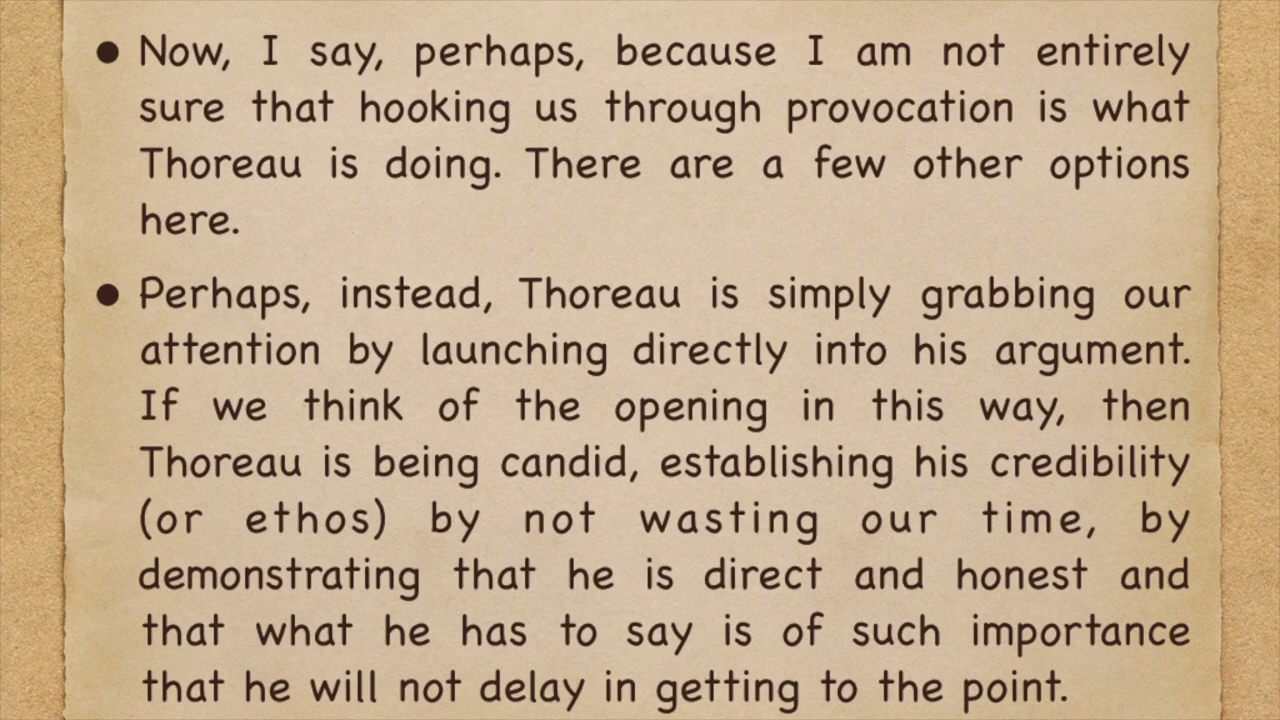 • Now, I say, perhaps, because I am not entirely
sure that hooking us through provocation is what
Thoreau is doing. There are a few other options
here.
• Perhaps, instead, Thoreau is simply grabbing our
attention by launching directly into his argument.
If we think of the opening in this way, then
Thoreau is being candid, establishing his credibility
(or ethos) by not wasting our time, by
demonstrating that he is direct and honest and
that what he has to say is of such importance
that he will not delay in getting to the point.